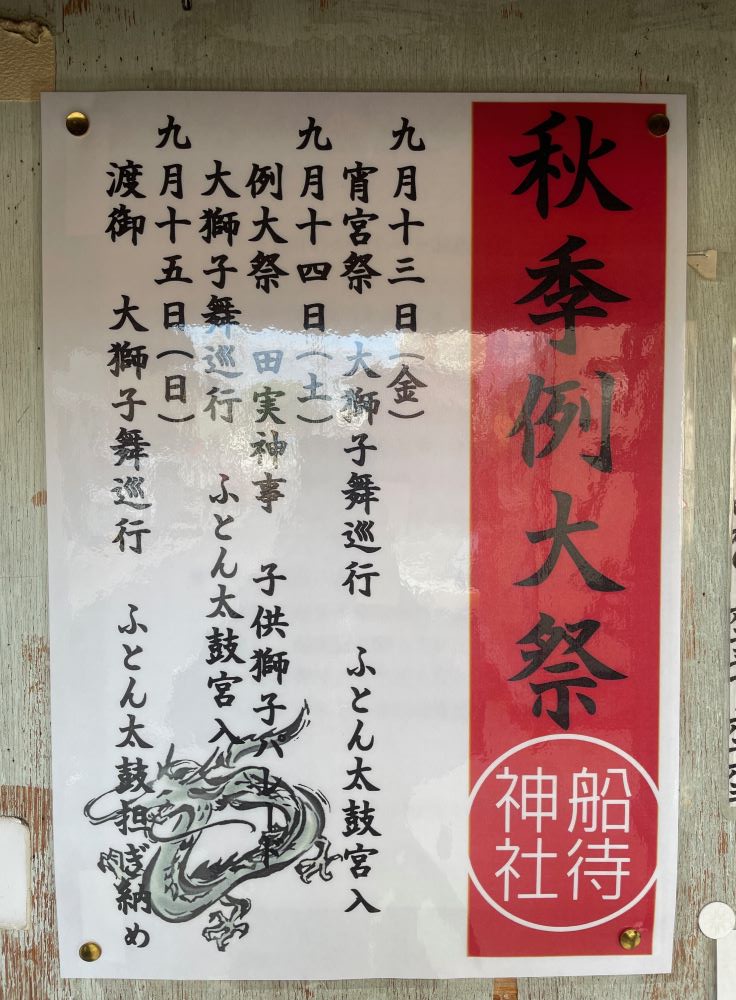 秋季例大祭
船待神社
九月十三日(金)
宵宮祭 大獅子舞巡行 ふとん太鼓宮入
九月十四日(土)
例大祭 田実神事 子供獅子パレード
大獅子舞巡行 ふとん太鼓宮入
九月十五日(日)
渡御 大獅子舞巡行 ふとん太鼓担ぎ納め